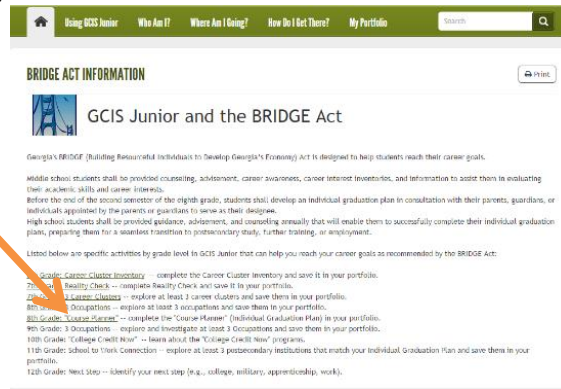 Using GCIS Junior Who Am I? Where Am I Going? How Do I Get There? My Portfolio Search
BRIDGE ACT INFORMATION Print
GCIS Junior and the BRIDGE Act
Georgia's BRIDGE (Building Resourceful Individuals to Develop Georgia's Economy) Act is designed to help students reach their career goals.
Middle school students shall be provided counseling, advisement, career awareness, career interest inventories, and information to assist them in evaluating
their academic skills and career interests.
Before the end of the second semester of the eighth grade, students shall develop an individual graduation plan in consultation with their parents, guardians, or
individuals appointed by the parents or guardians to serve as their designee.
High school students shall be provided guidance, advisement, and counseling annually that will enable them to successfully complete their individual graduation
plans, preparing them for a seamless transition to postsecondary study, further training, or employment.
Listed below are specific activities by grade level in GCIS Junior that can help you reach your career goals as recommended by the BRIDGE Act:
Grade: Career Cluster Inventory -- complete the Career Cluster Inventory and save it in your portfolio.
7th Grade: Reality Check -- complete Reality Check and save it in your portfolio.
7th Grade: 3 Career Clusters -- explore at least 3 career clusters and save them in your portfolio.
8th 3 Occupations -- explore at least 3 occupations and save them in your portfolio.
8th Grade: "Course Planner" -- complete the "Course Planner" (Individual Graduation Plan) in your portfolio.
9th Grade: 3 Occupations -- explore and investigate at least 3 Occupations and save them in your portfolio.
10th Grade: "College Credit Now" -- learn about the "College Credit Now" programs.
11th Grade: School to Work Connection -- explore at least 3 postsecondary institutions that match your Individual Graduation Plan and save them in your
portfolio.
12th Grade: Next Step -- identify your next step (e.g., college, military, apprenticeship, work).